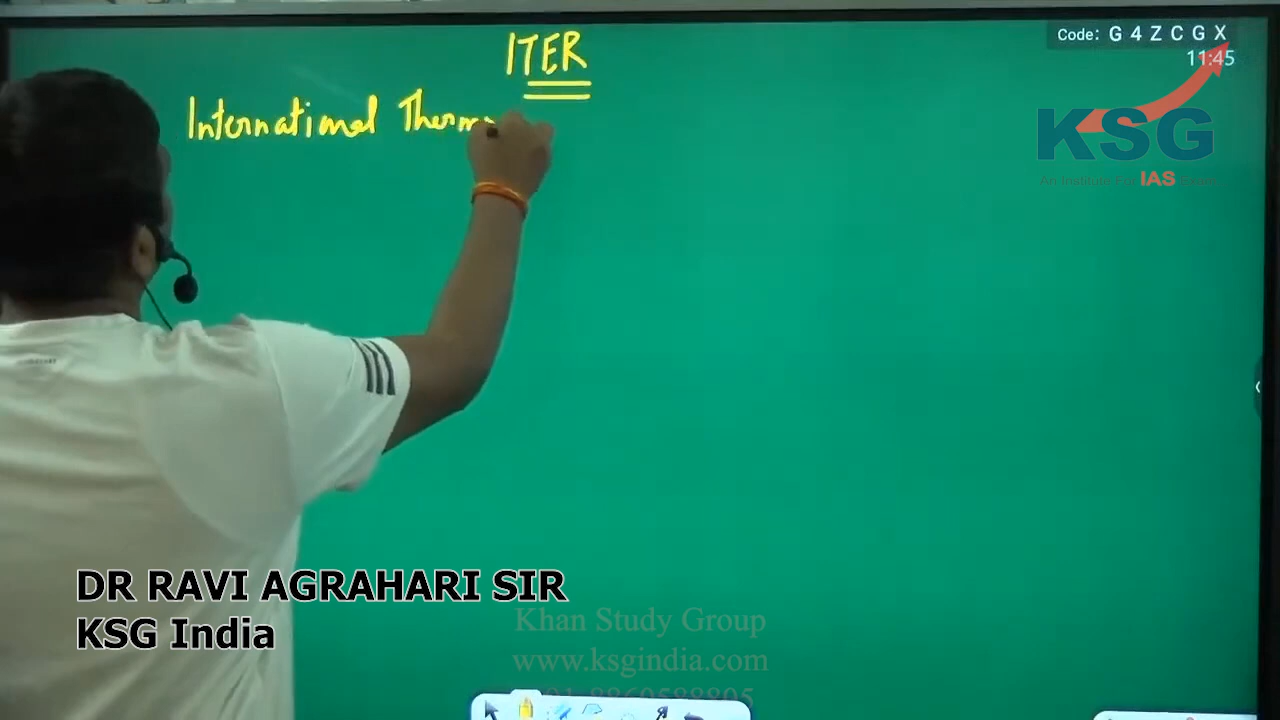 ITER
Code: G 4 Z C G X
11:45
International Thermo
KSG
An Institute For IAS Exam
DR RAVI AGRAHARI SIR
KSG India
Khan Study Group
www.ksgindia.com